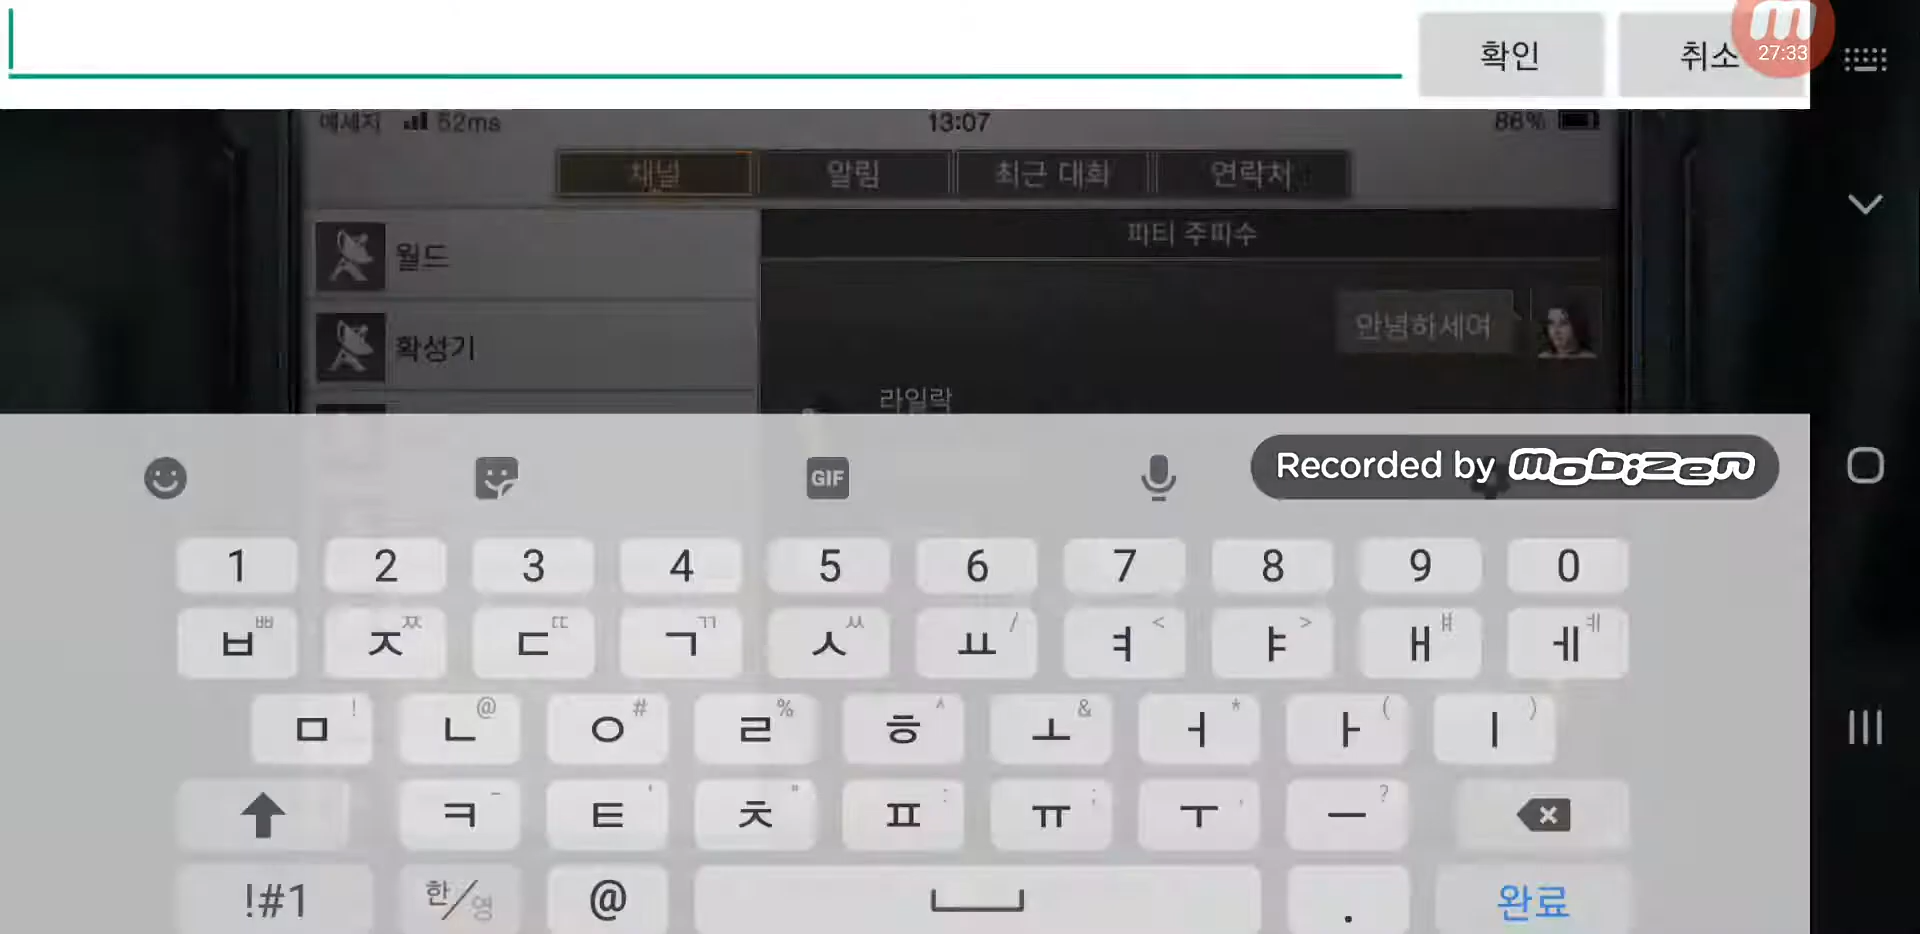 확인
취소
27:33
메세지 52ms
13:07
86%
채널
알림
최근 대화
연락처
월드
파티 주피수
안녕하세여
확성기
라일락
GIF
Recorded by mobizen
1 2 3 4 5 6 7 8 9 0
ㅂ ㅃ ㅈ ㅉ ㄷ ㄸ ㄱ ㄲ ㅅ ㅆ ㅛ / ㅕ < ㅑ > ㅐ ㅒ ㅔ ㅖ
ㅁ ! ㄴ @ ㅇ # ㄹ % ㅎ ^ ㅗ & ㅓ * ㅏ ( ㅣ )
ㅋ - ㅌ ' ㅊ " ㅍ : ㅠ ; ㅜ , ㅡ ?
!#1 한/영 @ . 완료